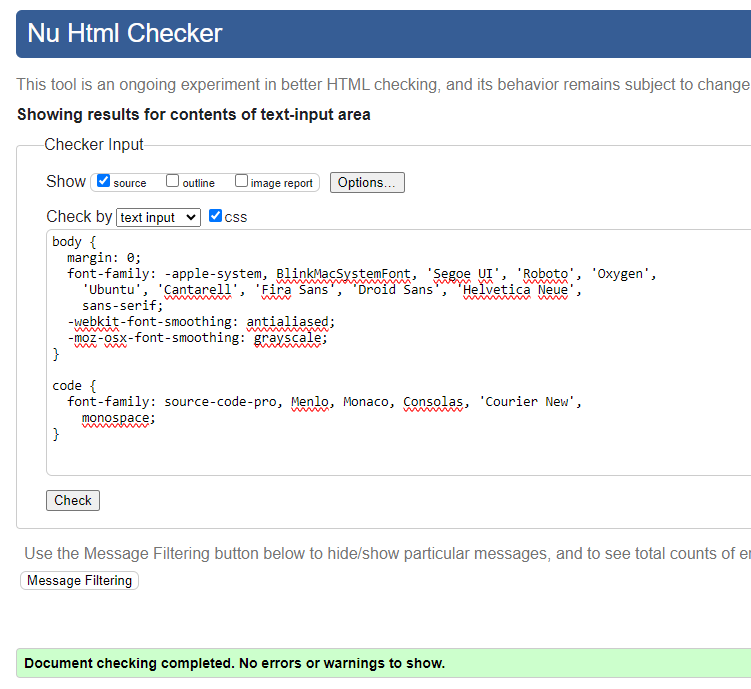 Nu Html Checker
This tool is an ongoing experiment in better HTML checking, and its behavior remains subject to change
Showing results for contents of text-input area
Checker Input
Show source outline image report Options...
Check by text input css
body {
  margin: 0;
  font-family: -apple-system, BlinkMacSystemFont, 'Segoe UI', 'Roboto', 'Oxygen',
    'Ubuntu', 'Cantarell', 'Fira Sans', 'Droid Sans', 'Helvetica Neue',
    sans-serif;
  -webkit-font-smoothing: antialiased;
  -moz-osx-font-smoothing: grayscale;
}
code {
  font-family: source-code-pro, Menlo, Monaco, Consolas, 'Courier New',
    monospace;
}
Check
Use the Message Filtering button below to hide/show particular messages, and to see total counts of
Message Filtering
Document checking completed. No errors or warnings to show.